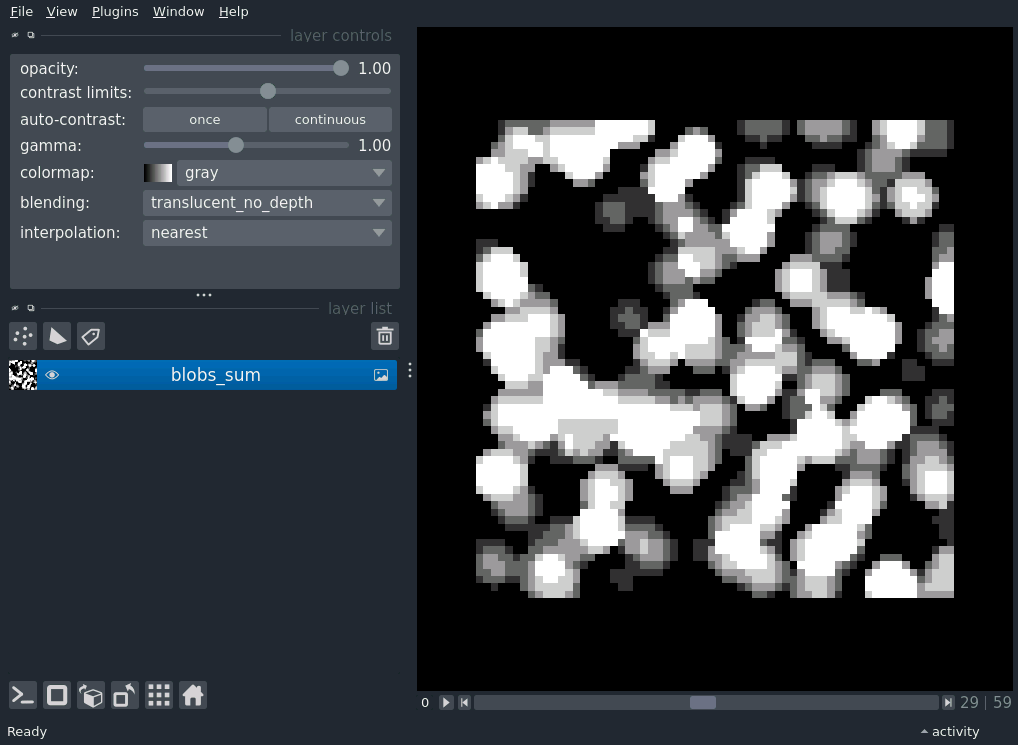 File View Plugins Window Help
layer controls
opacity: 1.00
contrast limits:
auto-contrast: once continuous
gamma: 1.00
colormap: gray
blending: translucent_no_depth
interpolation: nearest
layer list
blobs_sum
0 29 | 59
Ready activity